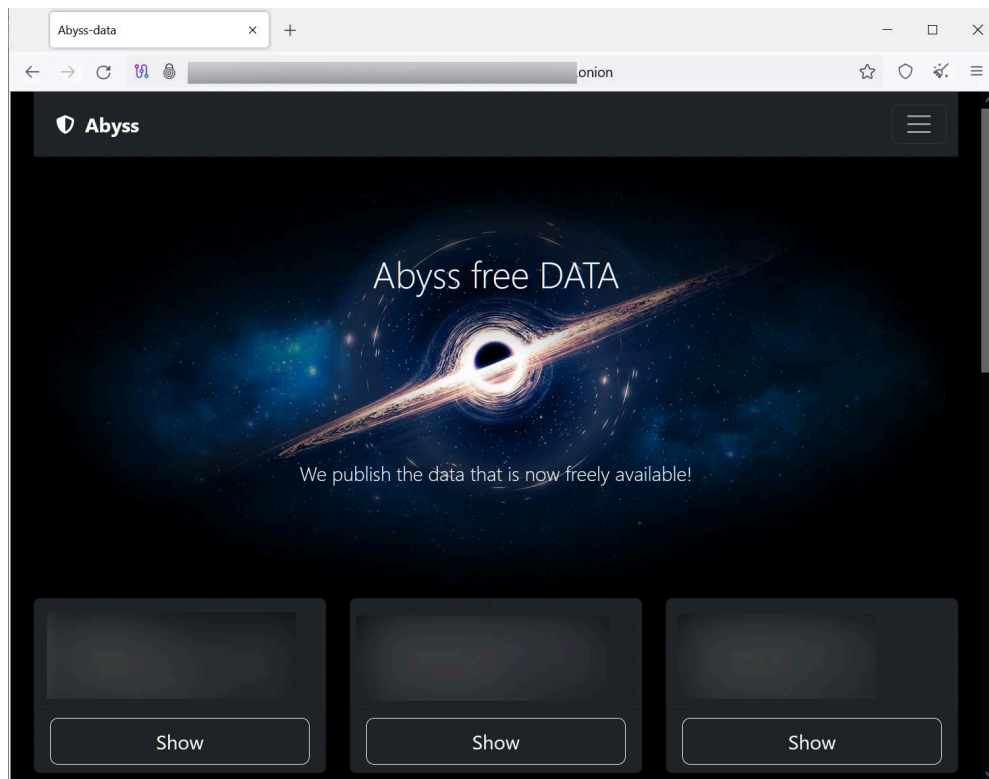 Abyss-data
.onion
Abyss
Abyss free DATA
We publish the data that is now freely available!
Show Show Show